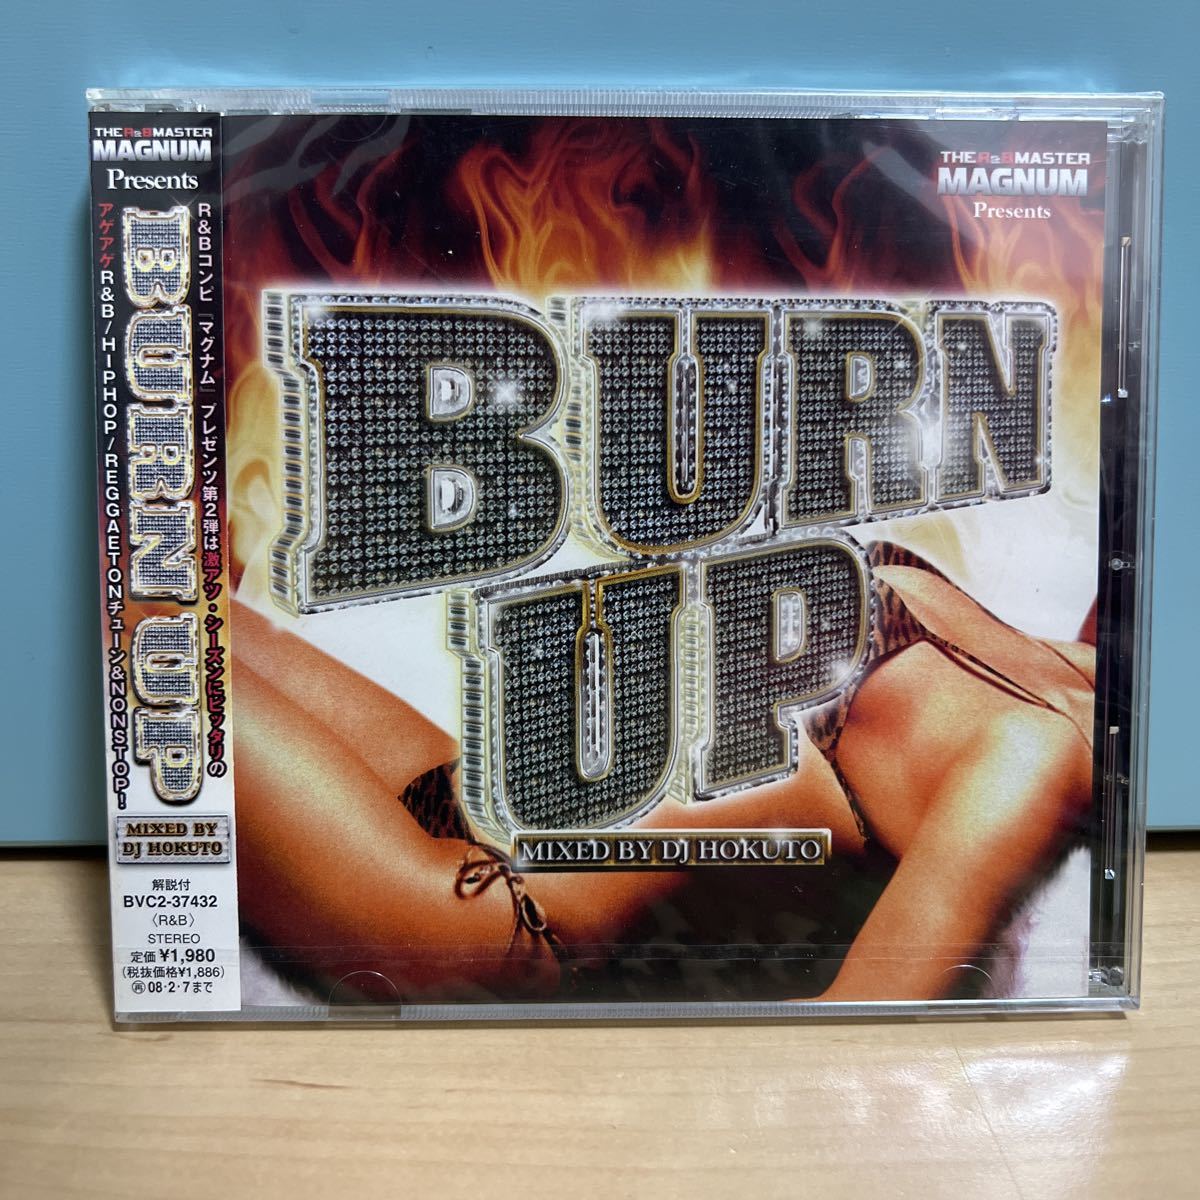 THE R&B MASTER
MAGNUM
Presents
BURN UP
R&Bコンピ『マグナム』プレゼンツ第2弾は激アツ・シーズンにピッタリの
アゲアゲR&B/HIPHOP/REGGAETONチューン&NONSTOP!
MIXED BY
DJ HOKUTO
解説付
BVC2-37432
〈R&B〉
STEREO
定価¥1,980
(税抜価格¥1,886)
再08・2・7まで
THE R&B MASTER
MAGNUM
Presents
BURN
UP
MIXED BY DJ HOKUTO